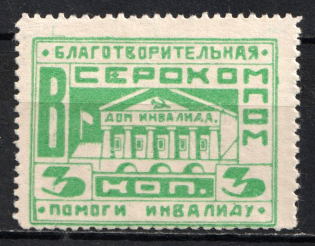 • БЛАГОТВОРИТЕЛЬНАЯ •
ВСЕРОКОМПОМ
ДОМ ИНВАЛИДА.
3 КОП. 3
• ПОМОГИ ИНВАЛИДУ •